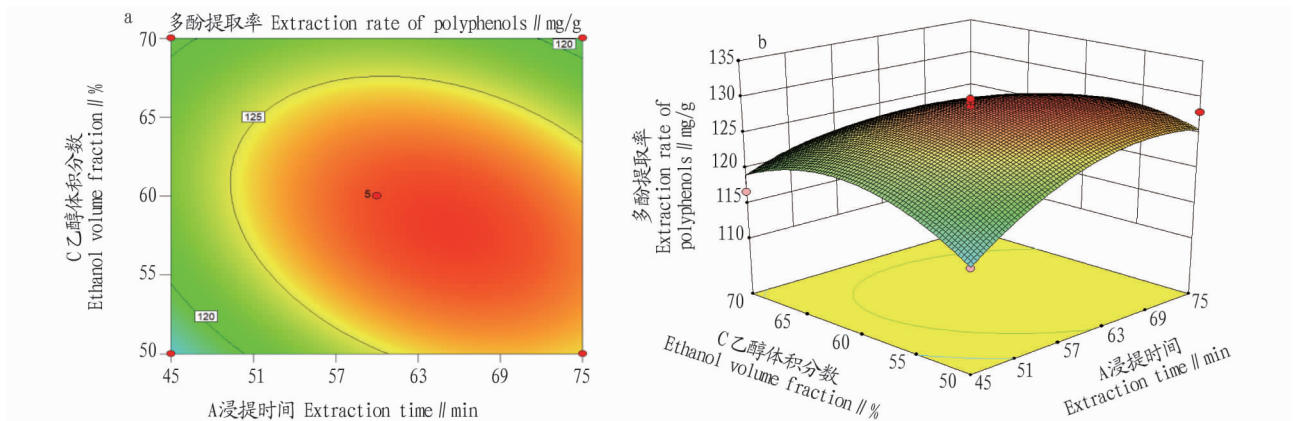 a
多酚提取率 Extraction rate of polyphenols∥mg/g
70
65
60
55
50
C 乙醇体积分数
Ethanol volume fraction∥%
120
125
5
120
45
51
57
63
69
75
A浸提时间 Extraction time∥min
b
135
130
125
120
115
110
多酚提取率
Extraction rate of
polyphenols∥mg/g
70
65
60
55
50
C 乙醇体积分数
Ethanol volume fraction∥%
45
51
57
63
69
75
A浸提时间
Extraction time∥min